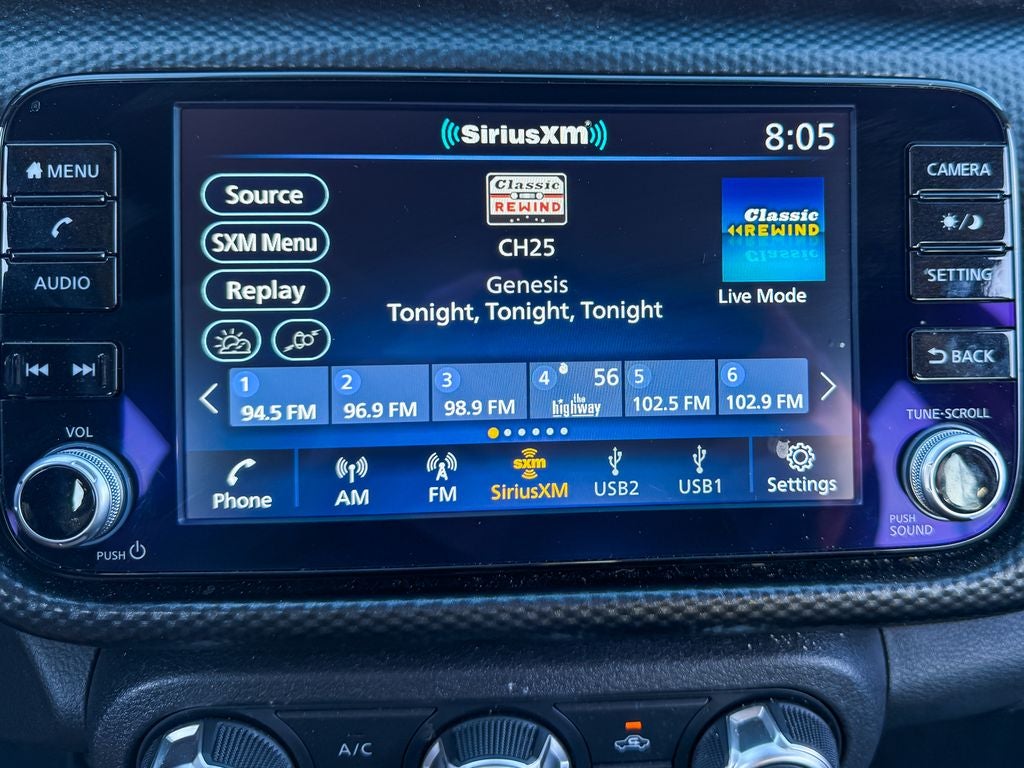 SiriusXM
8:05
MENU
AUDIO
VOL
PUSH
Source
SXM Menu
Replay
Classic
REWIND
CH25
Genesis
Tonight, Tonight, Tonight
Classic
REWIND
Live Mode
1
94.5 FM
2
96.9 FM
3
98.9 FM
4
56
the
highway
5
102.5 FM
6
102.9 FM
Phone
AM
FM
sxm
SiriusXM
USB2
USB1
Settings
CAMERA
SETTING
BACK
TUNE-SCROLL
PUSH
SOUND
A/C